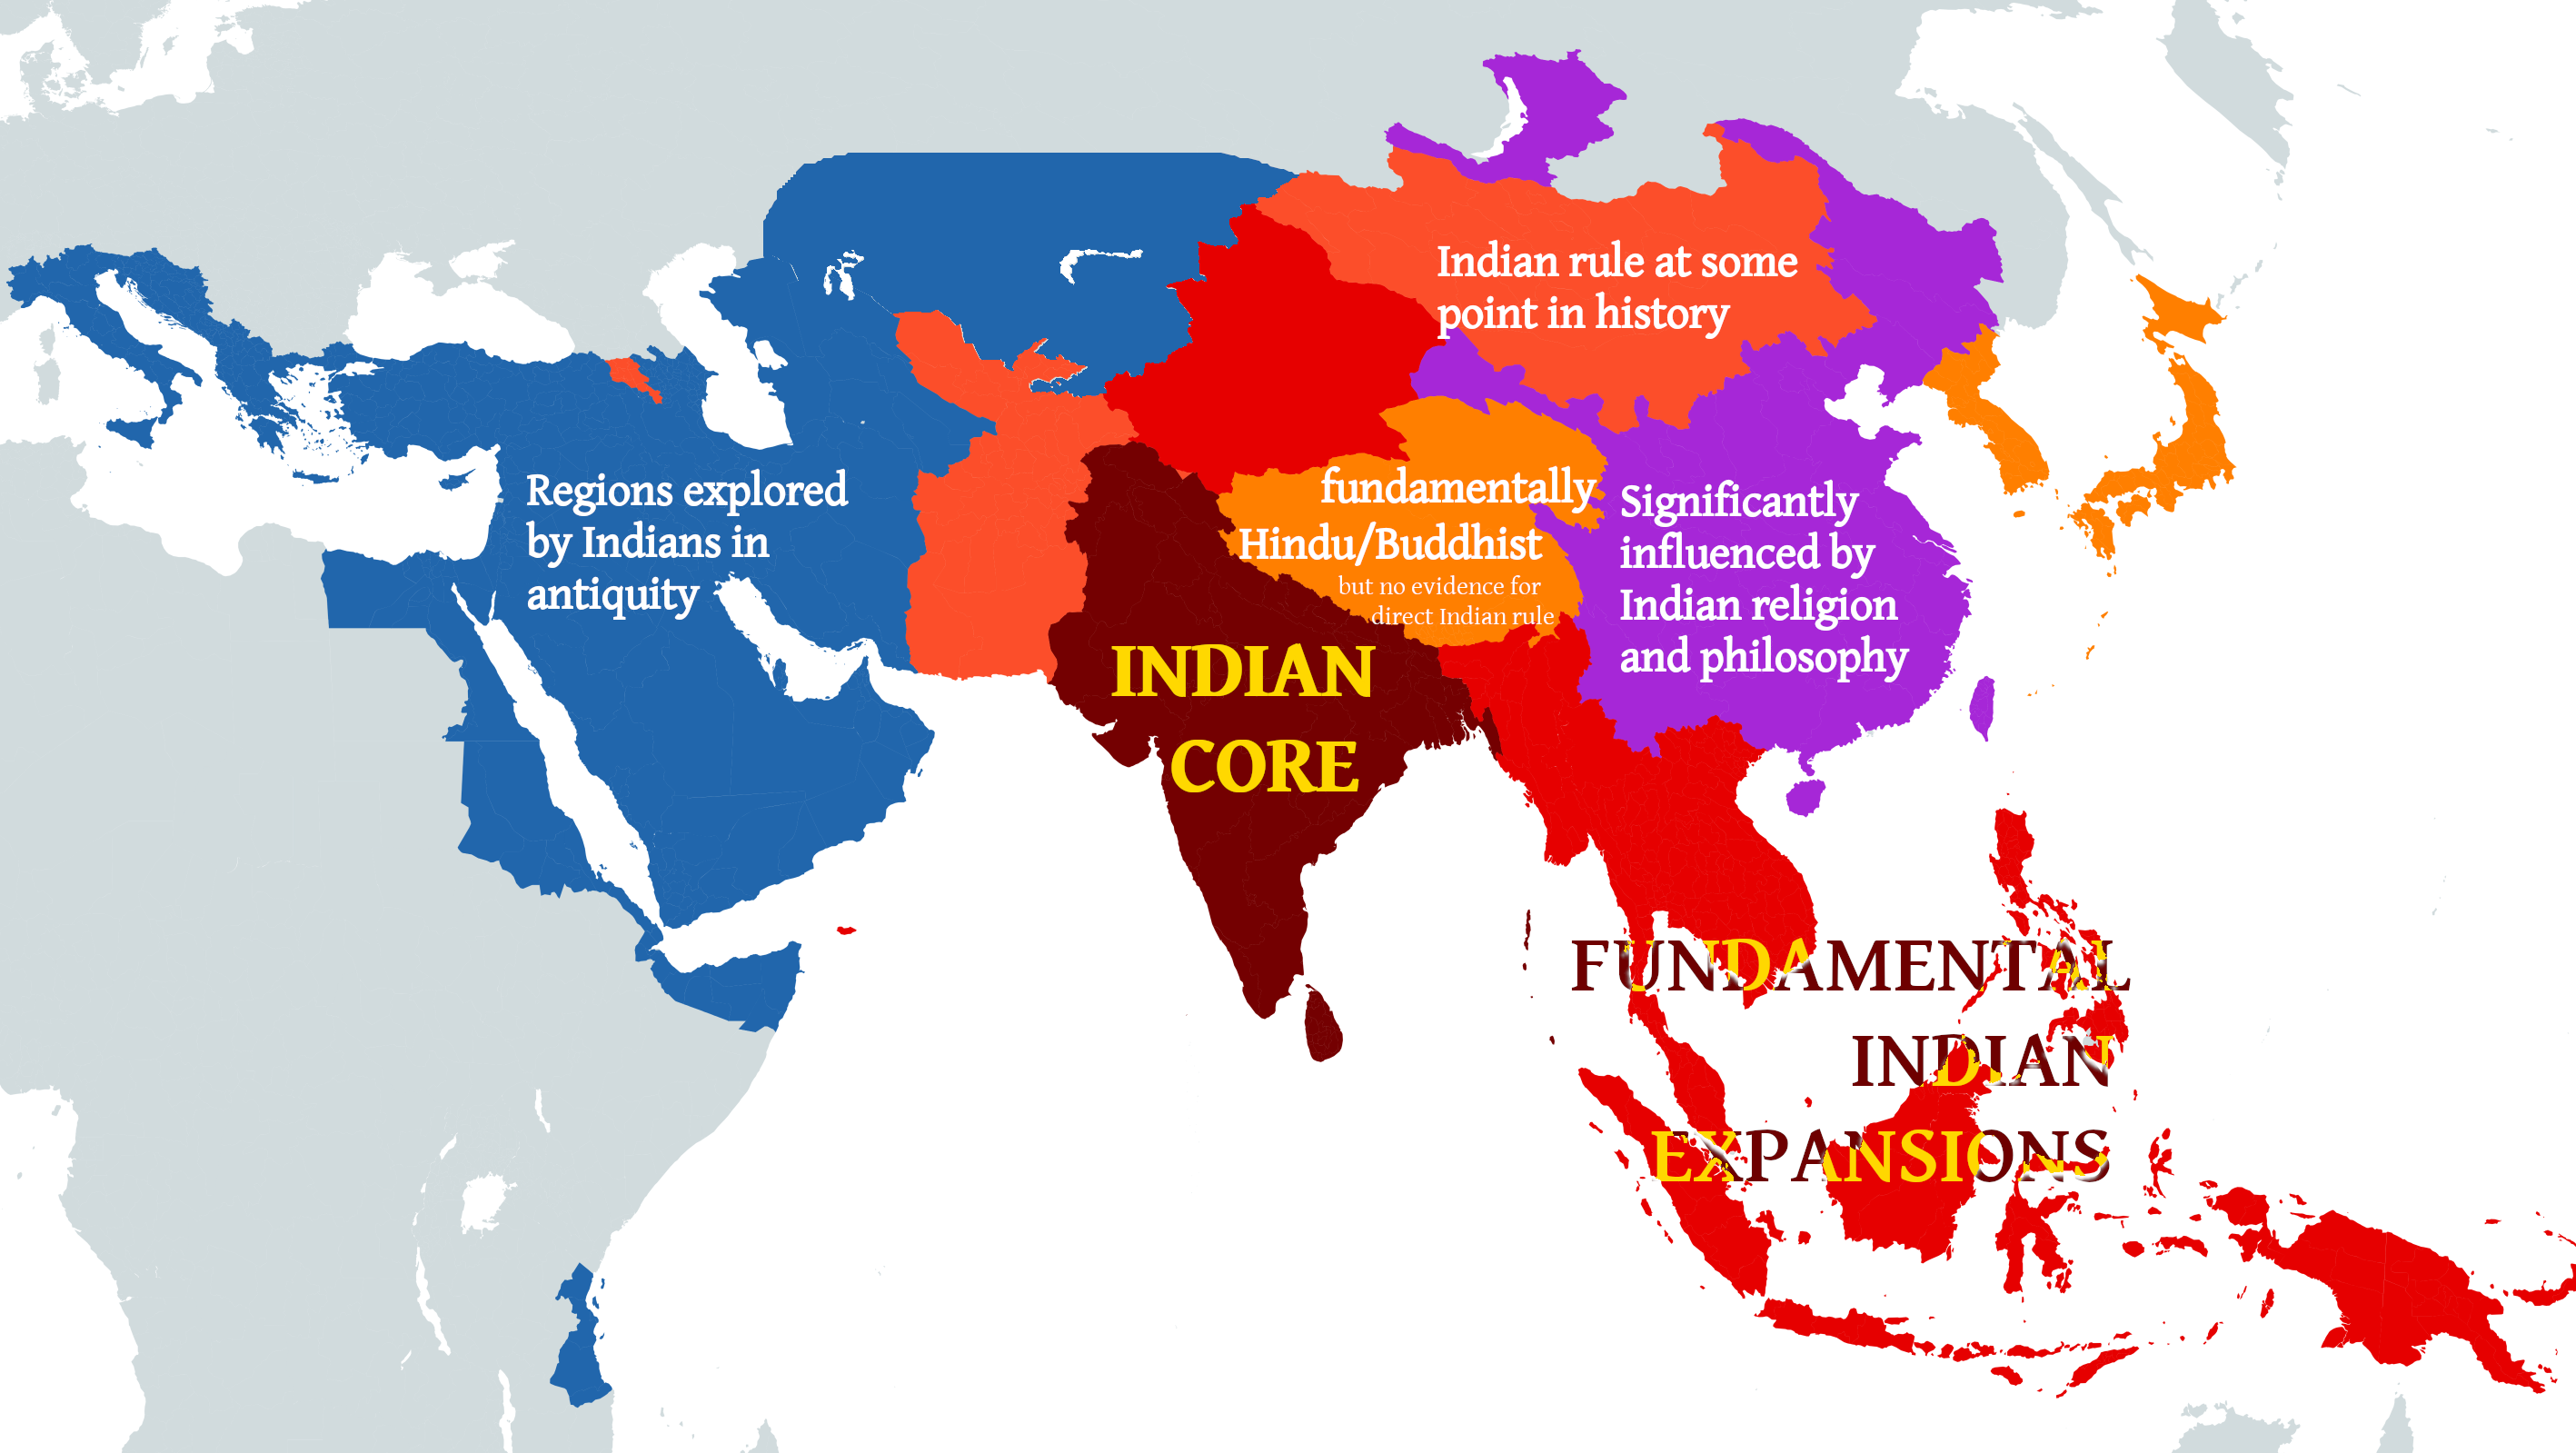 Indian rule at some
point in history
Regions explored
by Indians in
antiquity
fundamentally
Hindu/Buddhist
but no evidence for
direct Indian rule
Significantly
influenced by
Indian religion
and philosophy
INDIAN
CORE
FUNDAMENTAL
INDIAN
EXPANSIONS